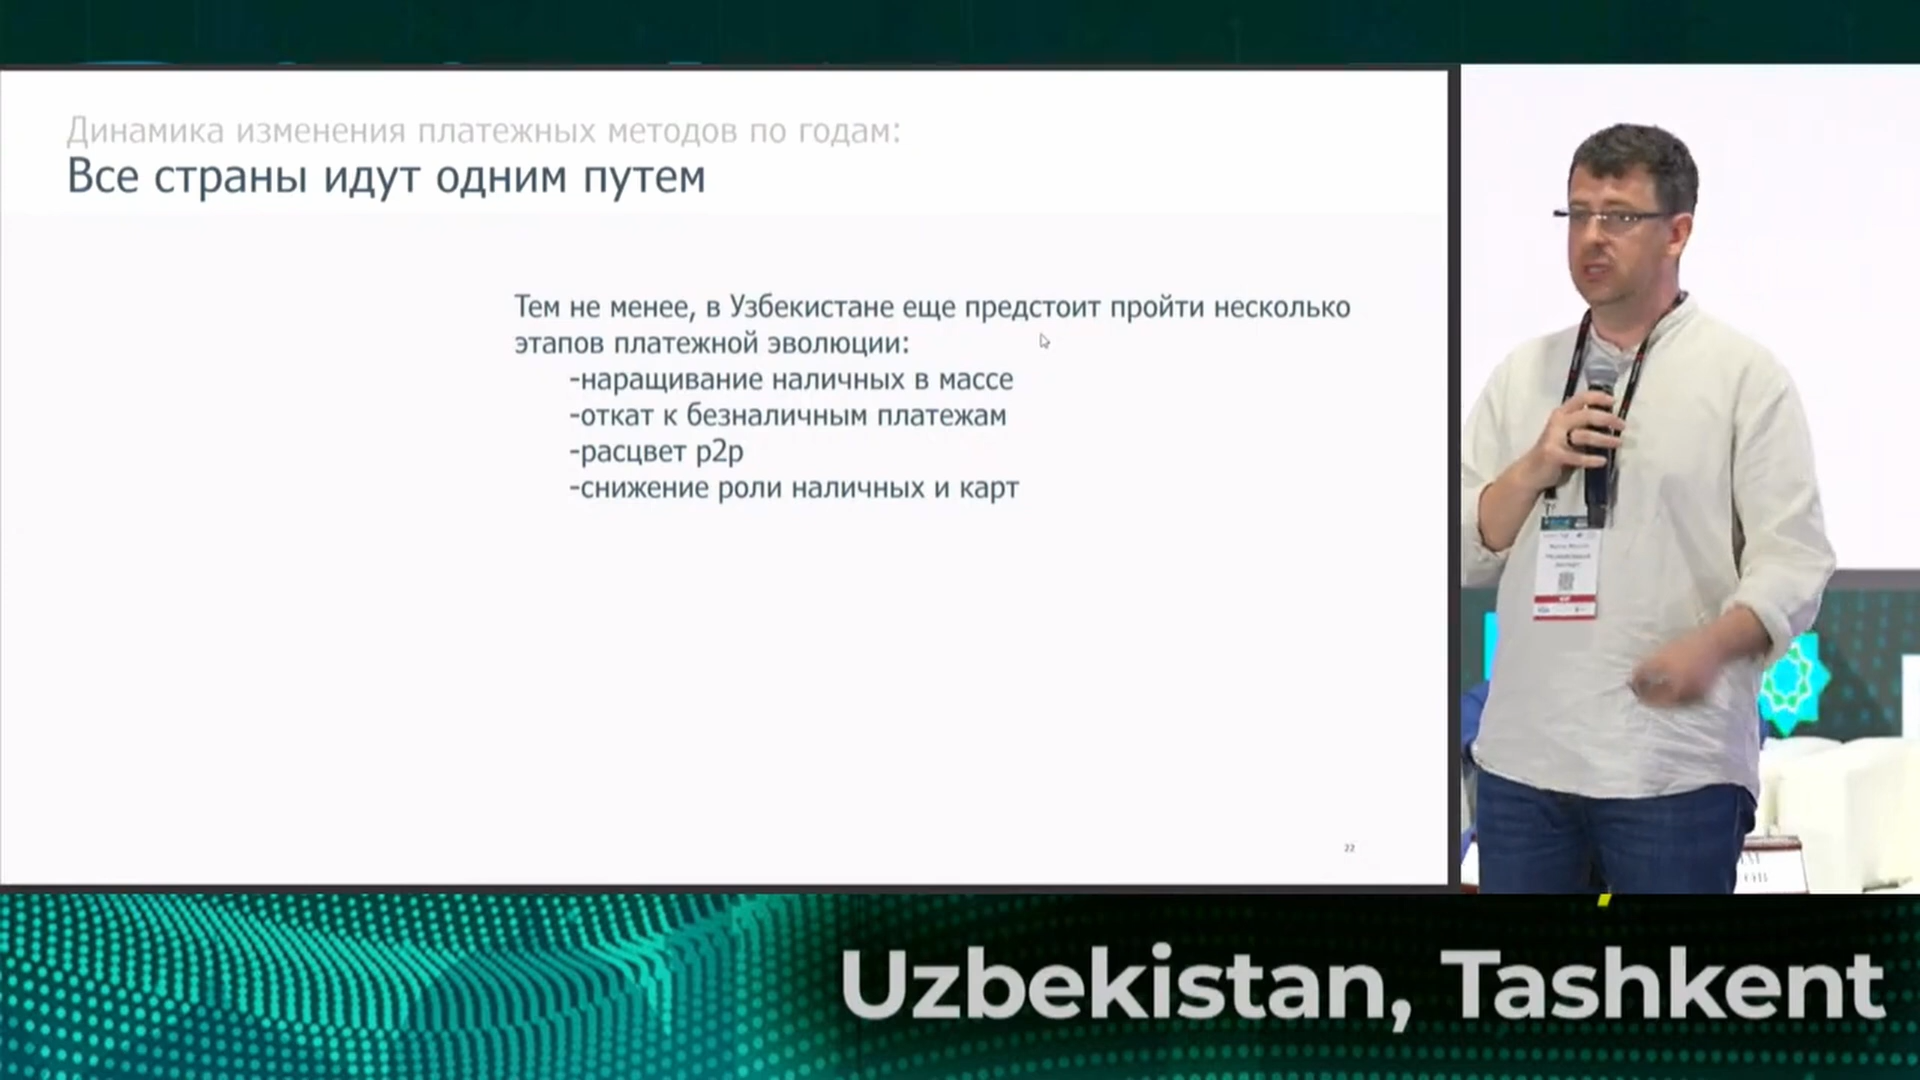 Динамика изменения платежных методов по годам:
Все страны идут одним путем
Тем не менее, в Узбекистане еще предстоит пройти несколько
этапов платежной эволюции:
-наращивание наличных в массе
-откат к безналичным платежам
-расцвет p2p
-снижение роли наличных и карт
22
Uzbekistan, Tashkent